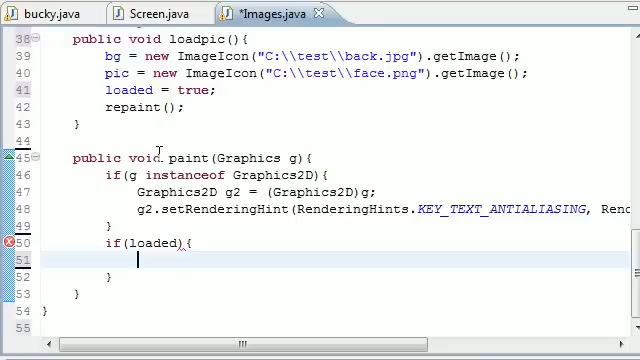 bucky.java Screen.java *Images.java
38 public void loadpic(){
39 bg = new ImageIcon("C:\\test\\back.jpg").getImage();
40 pic = new ImageIcon("C:\\test\\face.png").getImage();
41 loaded = true;
42 repaint();
43 }
44
45 public void paint(Graphics g){
46 if(g instanceof Graphics2D){
47 Graphics2D g2 = (Graphics2D)g;
48 g2.setRenderingHint(RenderingHints.KEY_TEXT_ANTIALIASING, Rend
49 }
50 if(loaded){
51
52 }
53 }
54 }
55